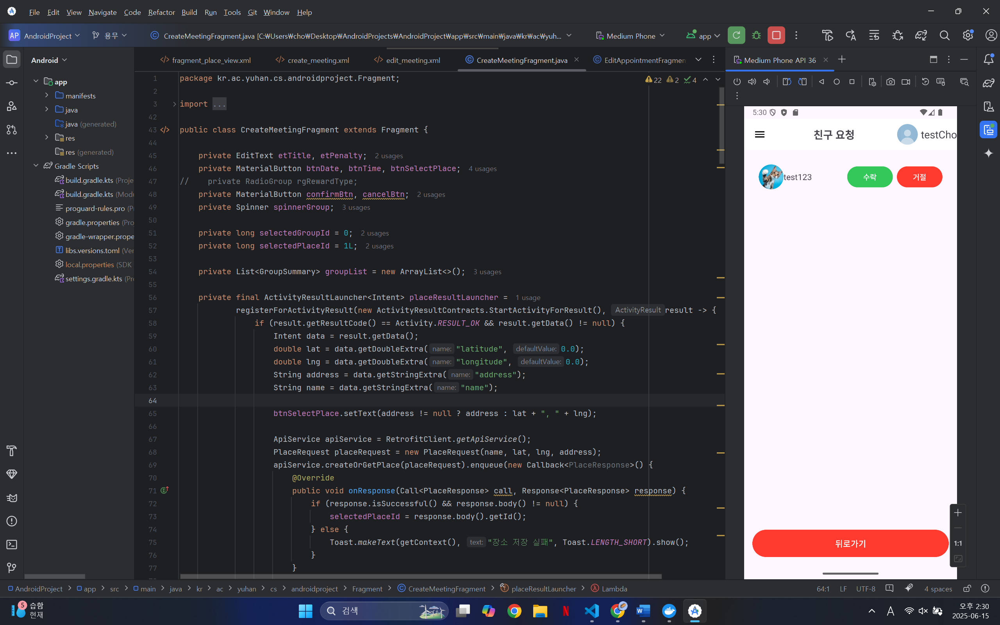 File Edit View Navigate Code Refactor Build Run Tools Git Window Help
AP AndroidProject 용무 CreateMeetingFragment.java [C:₩Users₩cho₩Desktop₩AndroidProjects₩AndroidProject₩app₩src₩main₩java₩kr₩ac₩yuh... Medium Phone app
Android
app
manifests
java
java (generated)
res
res (generated)
Gradle Scripts
build.gradle.kts (Proje
build.gradle.kts (Modu
proguard-rules.pro (Pr
gradle.properties (Pro
gradle-wrapper.prope
libs.versions.toml (Ver
local.properties (SDK
settings.gradle.kts (Pro
fragment_place_view.xml create_meeting.xml edit_meeting.xml CreateMeetingFragment.java EditAppointmentFragmen
22 2 4
1 package kr.ac.yuhan.cs.androidproject.Fragment;
2
3 import ...
42
43 public class CreateMeetingFragment extends Fragment {
44
45 private EditText etTitle, etPenalty; 2 usages
46 private MaterialButton btnDate, btnTime, btnSelectPlace; 4 usages
47 // private RadioGroup rgRewardType;
48 private MaterialButton confirmBtn, cancelBtn; 2 usages
49 private Spinner spinnerGroup; 3 usages
50
51 private long selectedGroupId = 0; 2 usages
52 private long selectedPlaceId = 1L; 2 usages
53
54 private List<GroupSummary> groupList = new ArrayList<>(); 3 usages
55
56 private final ActivityResultLauncher<Intent> placeResultLauncher = 1 usage
57 registerForActivityResult(new ActivityResultContracts.StartActivityForResult(), ActivityResult result -> {
58 if (result.getResultCode() == Activity.RESULT_OK && result.getData() != null) {
59 Intent data = result.getData();
60 double lat = data.getDoubleExtra( name: "latitude", defaultValue: 0.0);
61 double lng = data.getDoubleExtra( name: "longitude", defaultValue: 0.0);
62 String address = data.getStringExtra( name: "address");
63 String name = data.getStringExtra( name: "name");
64
65 btnSelectPlace.setText(address != null ? address : lat + ", " + lng);
66
67 ApiService apiService = RetrofitClient.getApiService();
68 PlaceRequest placeRequest = new PlaceRequest(name, lat, lng, address);
69 apiService.createOrGetPlace(placeRequest).enqueue(new Callback<PlaceResponse>() {
70 @Override
71 public void onResponse(Call<PlaceResponse> call, Response<PlaceResponse> response) {
72 if (response.isSuccessful() && response.body() != null) {
73 selectedPlaceId = response.body().getId();
74 } else {
75 Toast.makeText(getContext(), text: "장소 저장 실패", Toast.LENGTH_SHORT).show();
76 }
77 }
Medium Phone API 36
5:30
친구 요청 testCho
test123 수락 거절
뒤로가기
1:1
AndroidProject > app > src > main > java > kr > ac > yuhan > cs > androidproject > Fragment > CreateMeetingFragment > placeResultLauncher > Lambda
64:1 LF UTF-8 4 spaces
5 습함
현재
검색
A 오후 2:30
2025-06-15